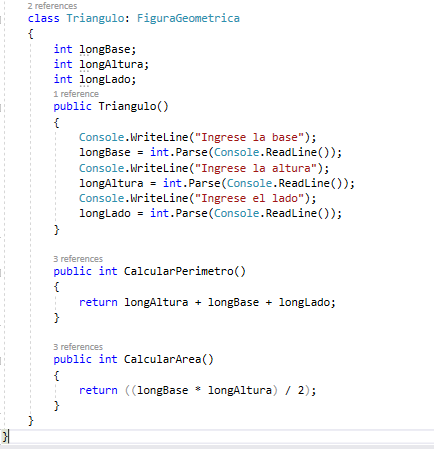 2 references
class Triangulo: FiguraGeometrica
{
int longBase;
int longAltura;
int longLado;
1 reference
public Triangulo()
{
Console.WriteLine("Ingrese la base");
longBase = int.Parse(Console.ReadLine());
Console.WriteLine("Ingrese la altura");
longAltura = int.Parse(Console.ReadLine());
Console.WriteLine("Ingrese el lado");
longLado = int.Parse(Console.ReadLine());
}
3 references
public int CalcularPerimetro()
{
return longAltura + longBase + longLado;
}
3 references
public int CalcularArea()
{
return ((longBase * longAltura) / 2);
}
}
}